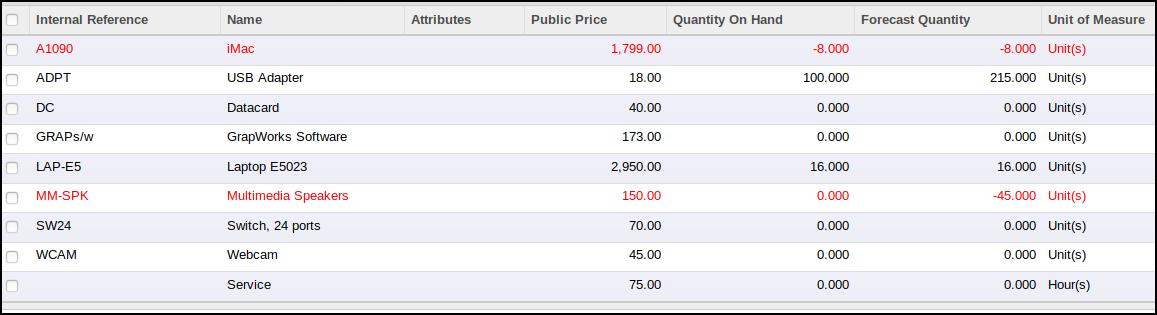 Internal Reference Name Attributes Public Price Quantity On Hand Forecast Quantity Unit of Measure
A1090 iMac 1,799.00 -8.000 -8.000 Unit(s)
ADPT USB Adapter 18.00 100.000 215.000 Unit(s)
DC Datacard 40.00 0.000 0.000 Unit(s)
GRAPs/w GrapWorks Software 173.00 0.000 0.000 Unit(s)
LAP-E5 Laptop E5023 2,950.00 16.000 16.000 Unit(s)
MM-SPK Multimedia Speakers 150.00 0.000 -45.000 Unit(s)
SW24 Switch, 24 ports 70.00 0.000 0.000 Unit(s)
WCAM Webcam 45.00 0.000 0.000 Unit(s)
Service 75.00 0.000 0.000 Hour(s)